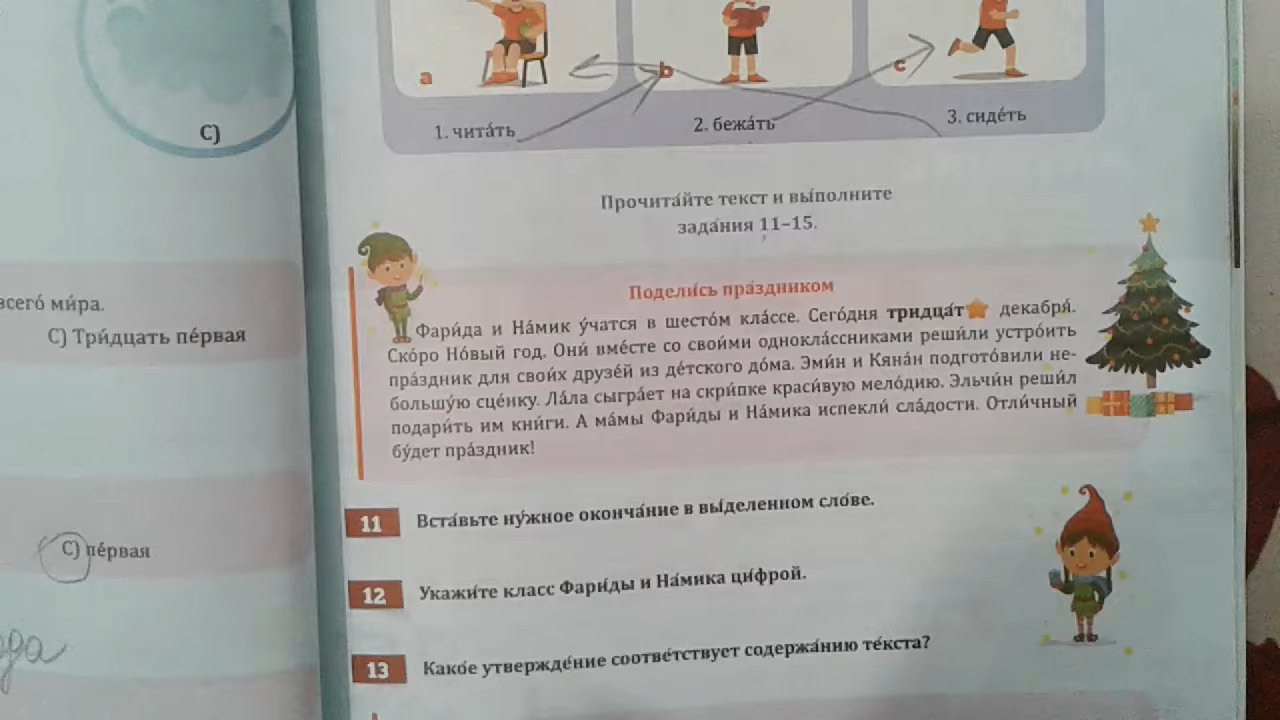 a
b
c
1. чита́ть
2. бежа́ть
3. сиде́ть
C)
Прочита́йте текст и вы́полните
зада́ния 11–15.
всего́ ми́ра.
C) Три́дцать пе́рвая
C) пе́рвая
Подели́сь пра́здником
Фари́да и На́мик у́чатся в шесто́м кла́ссе. Сего́дня тридца́т декабря́.
Ско́ро Но́вый год. Они́ вме́сте со свои́ми однокла́ссниками реши́ли устро́ить
пра́здник для свои́х друзе́й из де́тского до́ма. Эми́н и Кяна́н подгото́вили не-
большу́ю сце́нку. Ла́ла сыгра́ет на скри́пке краси́вую мело́дию. Эльчи́н реши́л
подари́ть им кни́ги. А ма́мы Фари́ды и На́мика испекли́ сла́дости. Отли́чный
бу́дет пра́здник!
11 Вста́вьте ну́жное оконча́ние в вы́деленном сло́ве.
12 Укажи́те класс Фари́ды и На́мика ци́фрой.
13 Како́е утвержде́ние соотве́тствует содержа́нию те́кста?